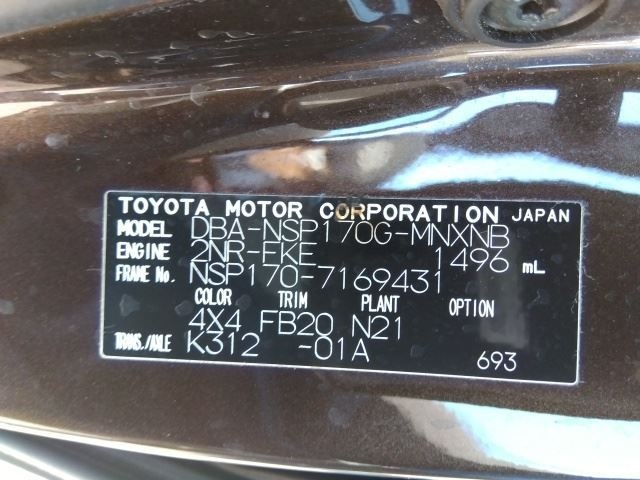 TOYOTA MOTOR CORPORATION JAPAN
MODEL DBA-NSP170G-MNXNB
ENGINE 2NR-FKE 1496 mL
FRAME No. NSP170-7169431
COLOR TRIM PLANT OPTION
4X4 FB20 N21
TRANS./AXLE K312 -01A
693